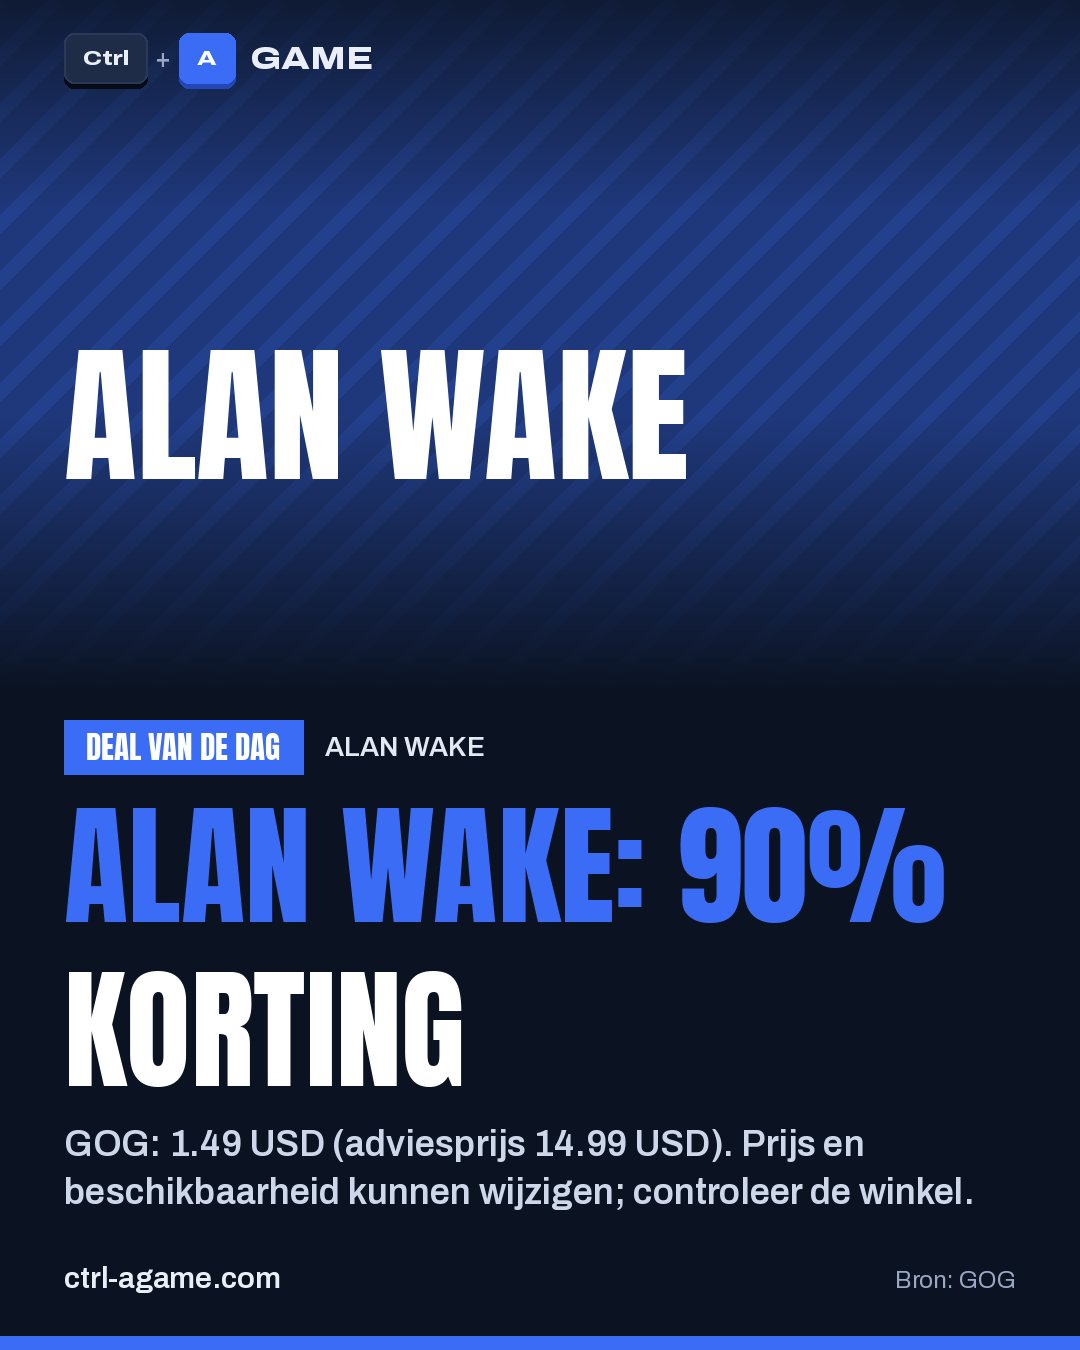 Ctrl + A GAME
ALAN WAKE
DEAL VAN DE DAG ALAN WAKE
ALAN WAKE: 90%
KORTING
GOG: 1.49 USD (adviesprijs 14.99 USD). Prijs en
beschikbaarheid kunnen wijzigen; controleer de winkel.
ctrl-agame.com Bron: GOG